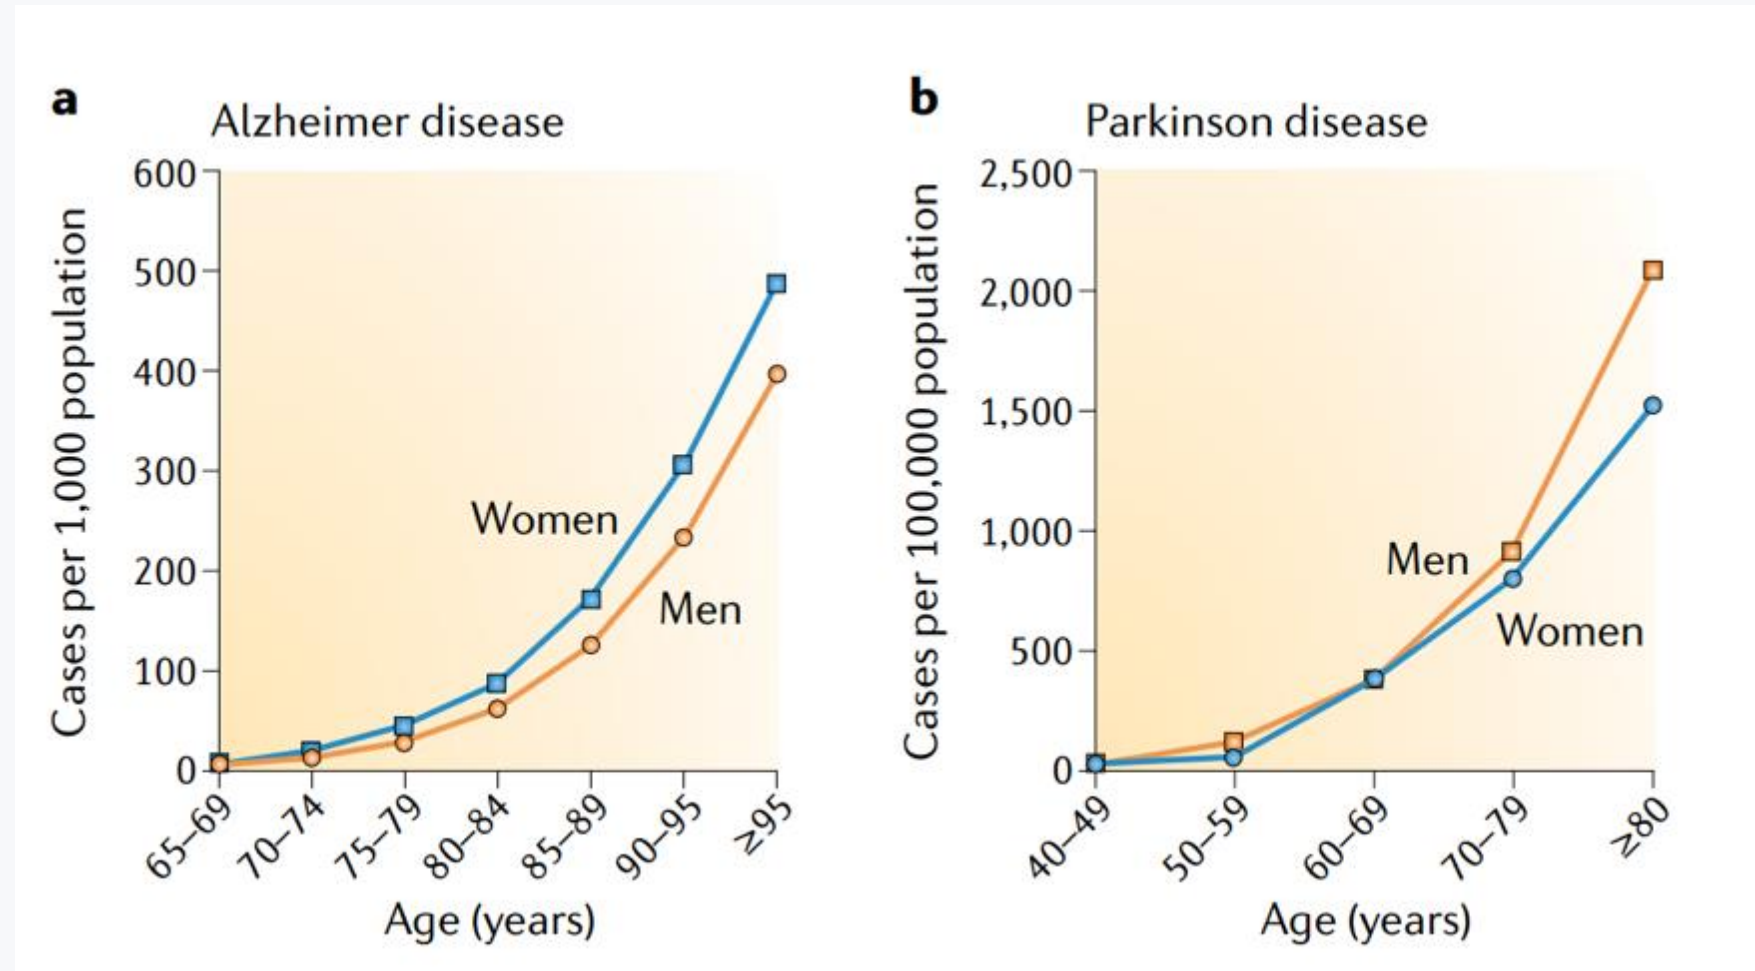 a
Alzheimer disease
Cases per 1,000 population
600
500
400
300
200
100
0
Women
Men
65–69
70–74
75–79
80–84
85–89
90–95
≥95
Age (years)
b
Parkinson disease
Cases per 100,000 population
2,500
2,000
1,500
1,000
500
0
Men
Women
40–49
50–59
60–69
70–79
≥80
Age (years)